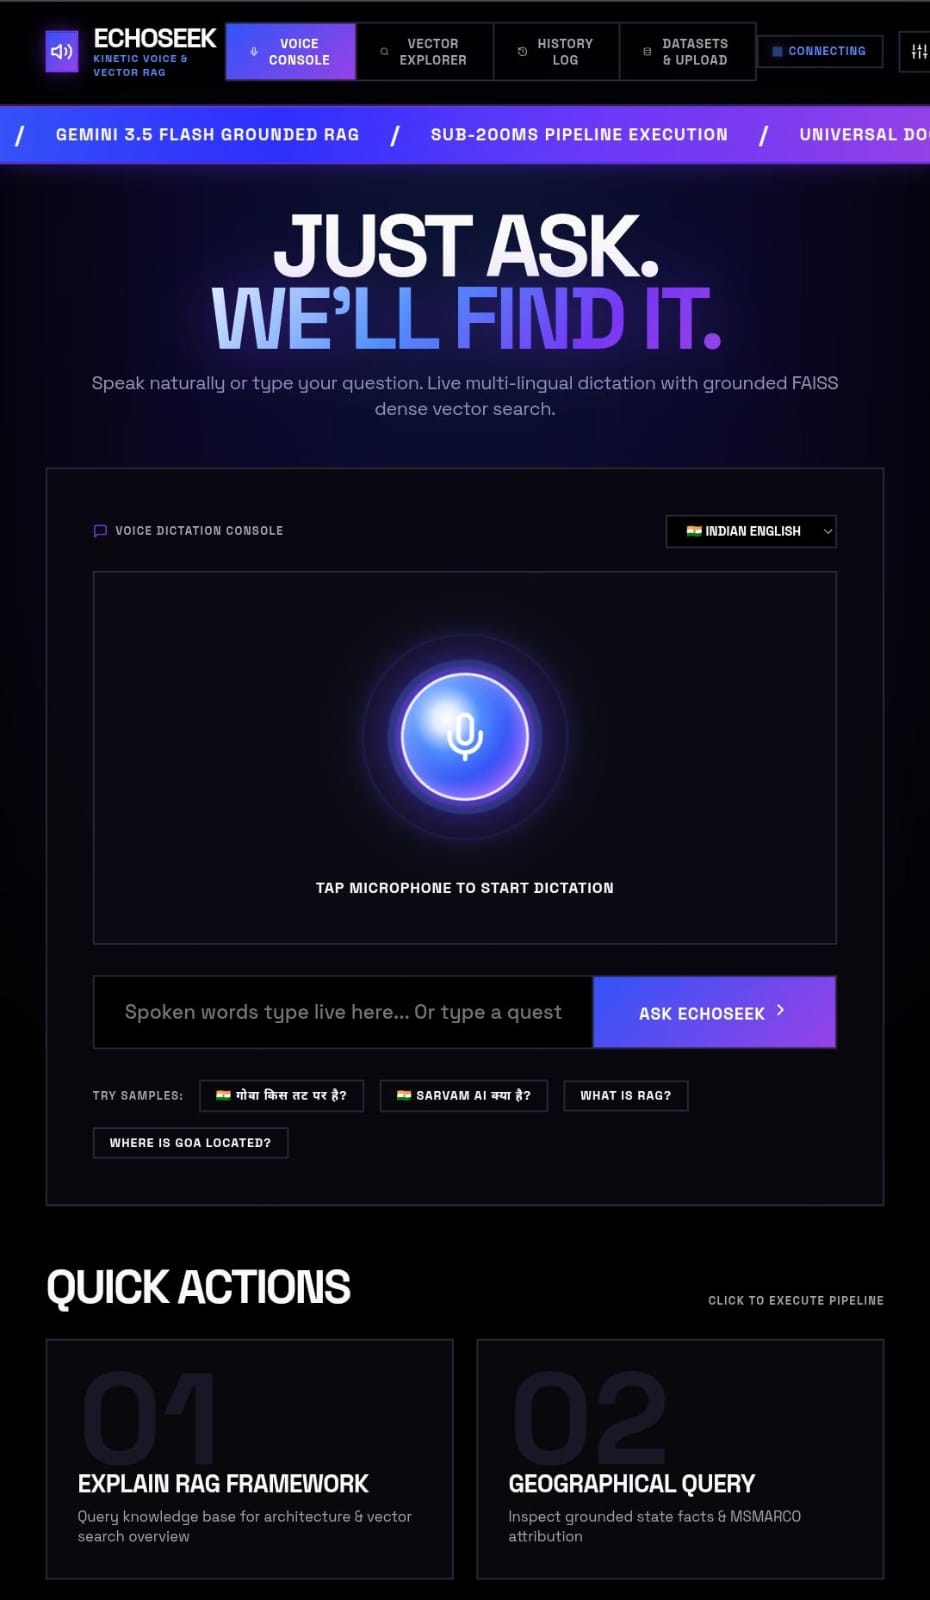 ECHOSEEK
KINETIC VOICE &
VECTOR RAG
VOICE
CONSOLE
VECTOR
EXPLORER
HISTORY
LOG
DATASETS
& UPLOAD
CONNECTING
/ GEMINI 3.5 FLASH GROUNDED RAG / SUB-200MS PIPELINE EXECUTION / UNIVERSAL
JUST ASK.
WE'LL FIND IT.
Speak naturally or type your question. Live multi-lingual dictation with grounded FAISS
dense vector search.
VOICE DICTATION CONSOLE
INDIAN ENGLISH
TAP MICROPHONE TO START DICTATION
Spoken words type live here... Or type a quest
ASK ECHOSEEK
TRY SAMPLES:
गोवा किस तट पर है?
SARVAM AI क्या है?
WHAT IS RAG?
WHERE IS GOA LOCATED?
QUICK ACTIONS
CLICK TO EXECUTE PIPELINE
01
EXPLAIN RAG FRAMEWORK
Query knowledge base for architecture & vector
search overview
02
GEOGRAPHICAL QUERY
Inspect grounded state facts & MSMARCO
attribution